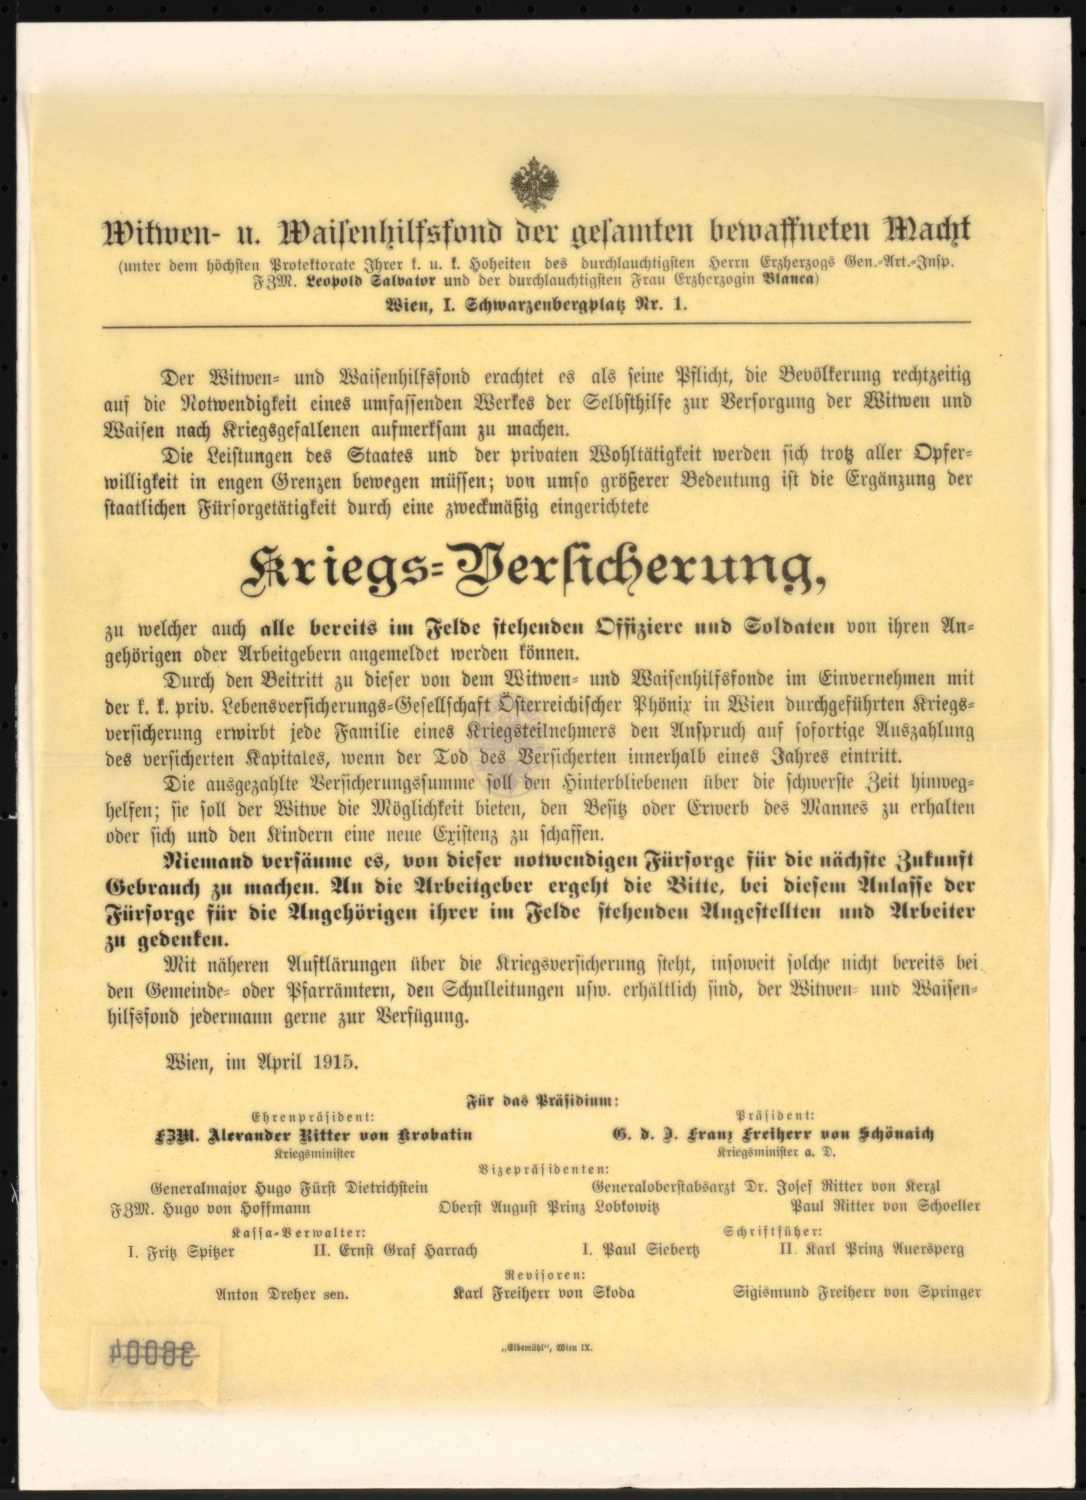 Witwen- u. Waisenhilfsfond der gesamten bewaffneten Macht
(unter dem höchsten Protektorate Ihrer k. u. k. Hoheiten des durchlauchtigsten Herrn Erzherzogs Gen.-Art.-Insp.
FZM. Leopold Salvator und der durchlauchtigsten Frau Erzherzogin Blanca)
Wien, I. Schwarzenbergplatz Nr. 1.
Der Witwen- und Waisenhilfsfond erachtet es als seine Pflicht, die Bevölkerung rechtzeitig
auf die Notwendigkeit eines umfassenden Werkes der Selbsthilfe zur Versorgung der Witwen und
Waisen nach Kriegsgefallenen aufmerksam zu machen.
Die Leistungen des Staates und der privaten Wohltätigkeit werden sich trotz aller Opfer-
willigkeit in engen Grenzen bewegen müssen; von umso größerer Bedeutung ist die Ergänzung der
staatlichen Fürsorgetätigkeit durch eine zweckmäßig eingerichtete
Kriegs-Versicherung,
zu welcher auch alle bereits im Felde stehenden Offiziere und Soldaten von ihren An-
gehörigen oder Arbeitgebern angemeldet werden können.
Durch den Beitritt zu dieser von dem Witwen- und Waisenhilfsfonde im Einvernehmen mit
der k. k. priv. Lebensversicherungs-Gesellschaft Österreichischer Phönix in Wien durchgeführten Kriegs-
versicherung erwirbt jede Familie eines Kriegsteilnehmers den Anspruch auf sofortige Auszahlung
des versicherten Kapitales, wenn der Tod des Versicherten innerhalb eines Jahres eintritt.
Die ausgezahlte Versicherungssumme soll den Hinterbliebenen über die schwerste Zeit hinweg-
helfen; sie soll der Witwe die Möglichkeit bieten, den Besitz oder Erwerb des Mannes zu erhalten
oder sich und den Kindern eine neue Existenz zu schaffen.
Niemand versäume es, von dieser notwendigen Fürsorge für die nächste Zukunft
Gebrauch zu machen. An die Arbeitgeber ergeht die Bitte, bei diesem Anlasse der
Fürsorge für die Angehörigen ihrer im Felde stehenden Angestellten und Arbeiter
zu gedenken.
Mit näheren Aufklärungen über die Kriegsversicherung steht, insoweit solche nicht bereits bei
den Gemeinde- oder Pfarrämtern, den Schulleitungen usw. erhältlich sind, der Witwen- und Waisen-
hilfsfond jedermann gerne zur Verfügung.
Wien, im April 1915.
Für das Präsidium:
Ehrenpräsident: Präsident:
FZM. Alexander Ritter von Krobatin G. d. I. Franz Freiherr von Schönaich
Kriegsminister Kriegsminister a. D.
Vizepräsidenten:
Generalmajor Hugo Fürst Dietrichstein Generaloberstabsarzt Dr. Josef Ritter von Kerzl
FZM. Hugo von Hoffmann Oberst August Prinz Lobkowitz Paul Ritter von Schoeller
Kassa-Verwalter: Schriftführer:
I. Fritz Spitzer II. Ernst Graf Harrach I. Paul Siebertz II. Karl Prinz Auersperg
Revisoren:
Anton Dreher sen. Karl Freiherr von Skoda Sigismund Freiherr von Springer
„Elbemühl“, Wien IX.